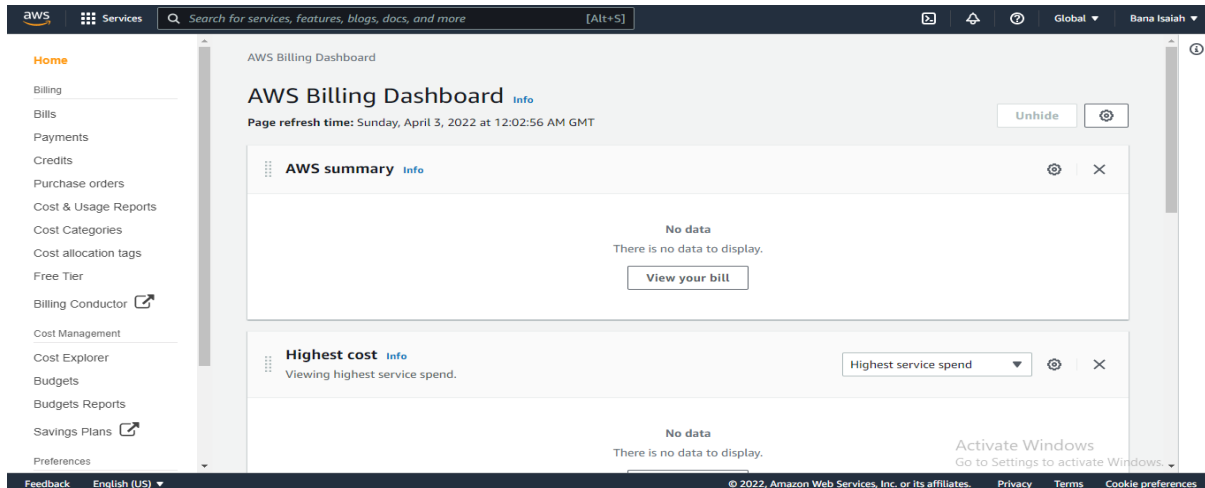 aws Services Search for services, features, blogs, docs, and more [Alt+S] Global Bana Isaiah
Home
Billing
Bills
Payments
Credits
Purchase orders
Cost & Usage Reports
Cost Categories
Cost allocation tags
Free Tier
Billing Conductor
Cost Management
Cost Explorer
Budgets
Budgets Reports
Savings Plans
Preferences
AWS Billing Dashboard
AWS Billing Dashboard Info
Page refresh time: Sunday, April 3, 2022 at 12:02:56 AM GMT
Unhide
AWS summary Info
No data
There is no data to display.
View your bill
Highest cost Info
Viewing highest service spend.
Highest service spend
No data
There is no data to display.
Activate Windows
Go to Settings to activate Windows.
Feedback English (US) © 2022, Amazon Web Services, Inc. or its affiliates. Privacy Terms Cookie preferences